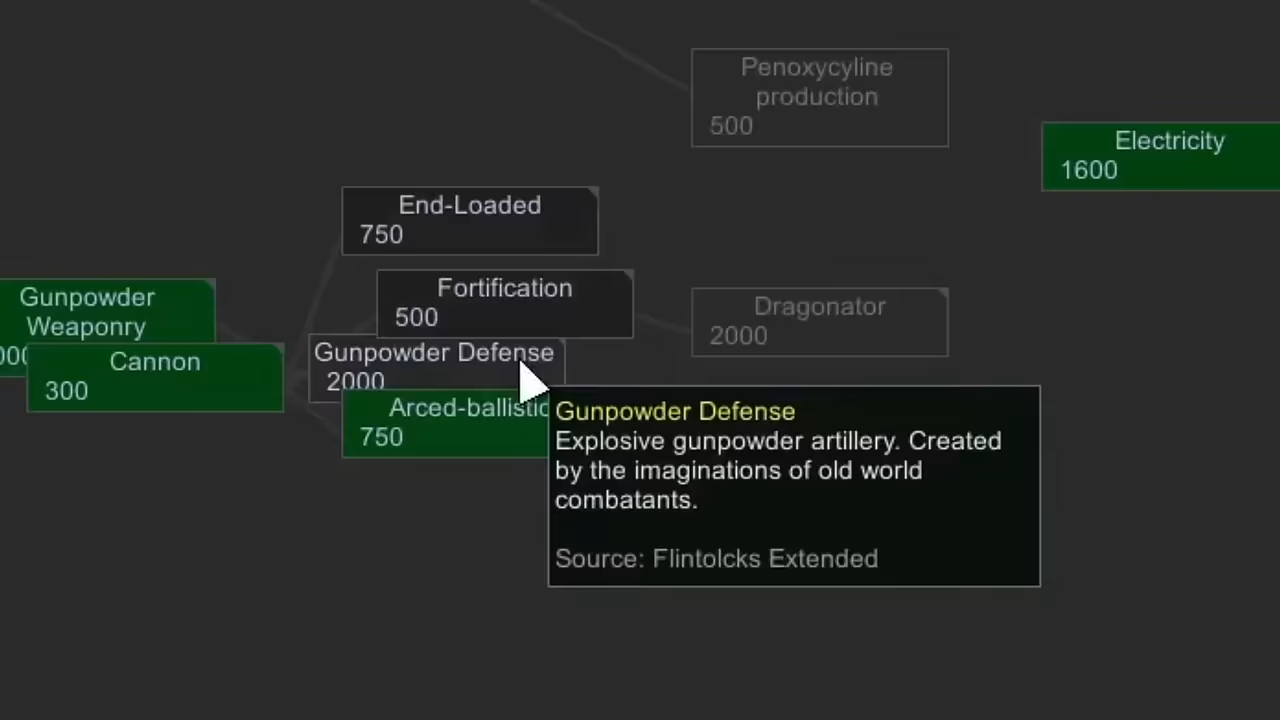 Penoxycyline
production
500
Electricity
1600
End-Loaded
750
Fortification
500
Dragonator
2000
Gunpowder
Weaponry
Cannon
300
Gunpowder Defense
2000
Arced-ballistic
750
Gunpowder Defense
Explosive gunpowder artillery. Created
by the imaginations of old world
combatants.
Source: Flintolcks Extended